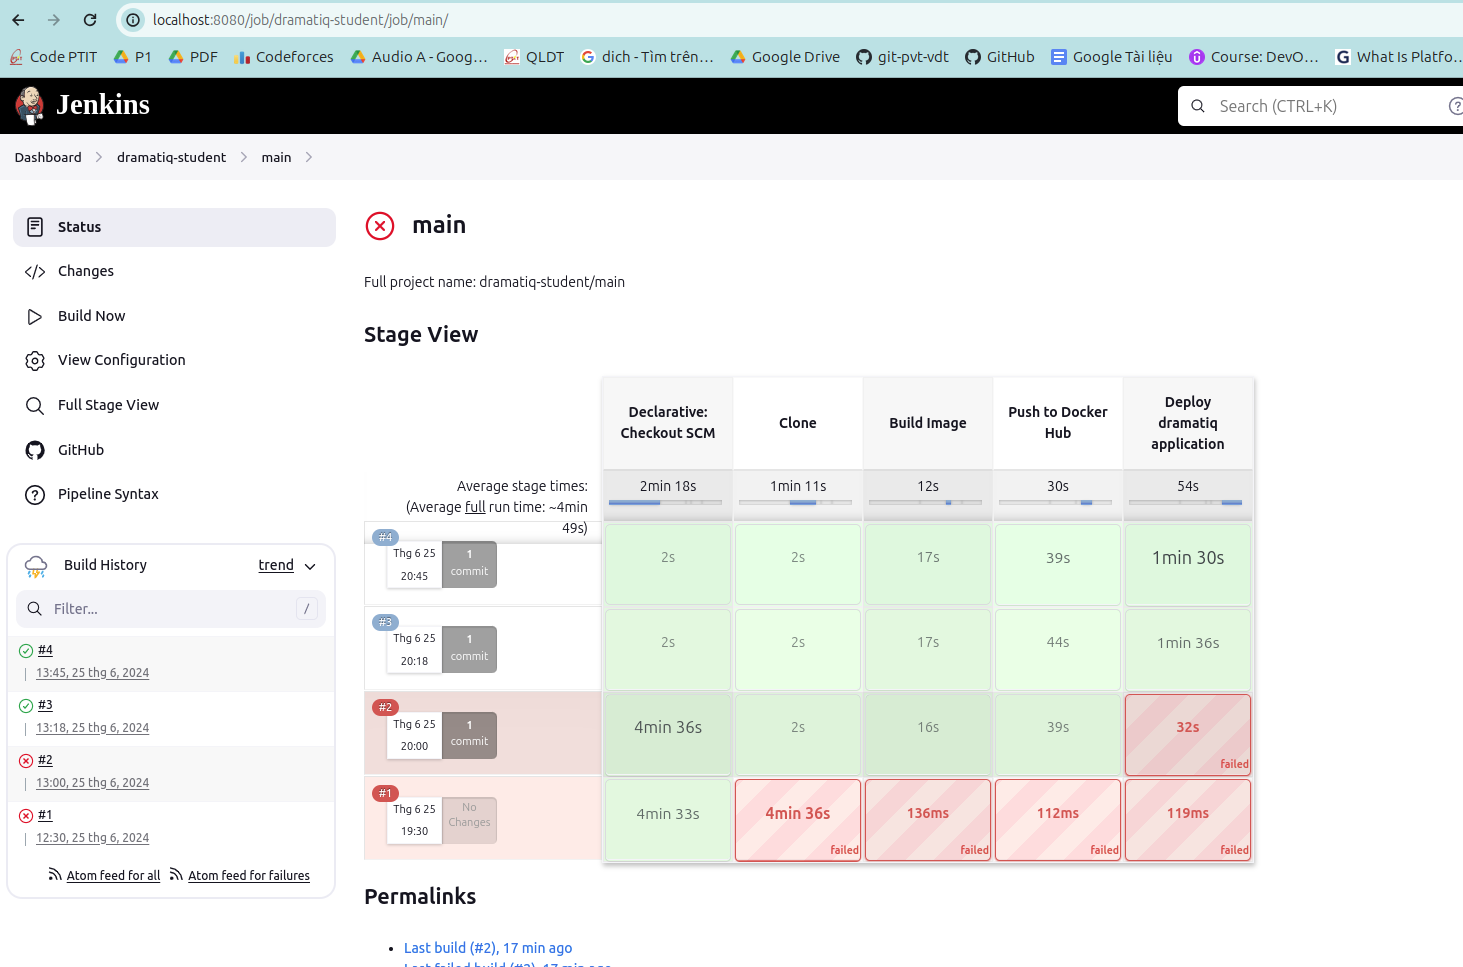 localhost:8080/job/dramatiq-student/job/main/
Code PTIT P1 PDF Codeforces Audio A - Goog... QLDT dich - Tìm trên... Google Drive git-pvt-vdt GitHub Google Tài liệu Course: DevO... What Is Platfo...
Jenkins
Search (CTRL+K)
Dashboard dramatiq-student main
Status
Changes
Build Now
View Configuration
Full Stage View
GitHub
Pipeline Syntax
Build History trend
Filter... /
#4
13:45, 25 thg 6, 2024
#3
13:18, 25 thg 6, 2024
#2
13:00, 25 thg 6, 2024
#1
12:30, 25 thg 6, 2024
Atom feed for all Atom feed for failures
main
Full project name: dramatiq-student/main
Stage View
Declarative: Checkout SCM Clone Build Image Push to Docker Hub Deploy dramatiq application
Average stage times: 2min 18s 1min 11s 12s 30s 54s
(Average full run time: ~4min
49s)
#4
Thg 6 25 20:45 1 commit 2s 2s 17s 39s 1min 30s
#3
Thg 6 25 20:18 1 commit 2s 2s 17s 44s 1min 36s
#2
Thg 6 25 20:00 1 commit 4min 36s 2s 16s 39s 32s failed
#1
Thg 6 25 19:30 No Changes 4min 33s 4min 36s failed 136ms failed 112ms failed 119ms failed
Permalinks
Last build (#2), 17 min ago
Last failed build (#2), 17 min ago